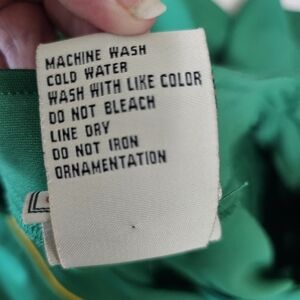 MACHINE WASH
COLD WATER
WASH WITH LIKE COLOR
DO NOT BLEACH
LINE DRY
DO NOT IRON
ORNAMENTATION